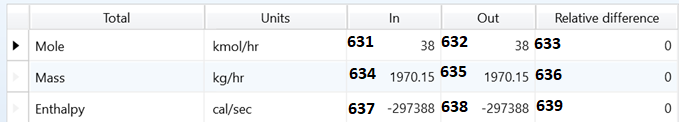 Total Units In Out Relative difference
Mole kmol/hr 631 38 632 38 633 0
Mass kg/hr 634 1970.15 635 1970.15 636 0
Enthalpy cal/sec 637 -297388 638 -297388 639 0